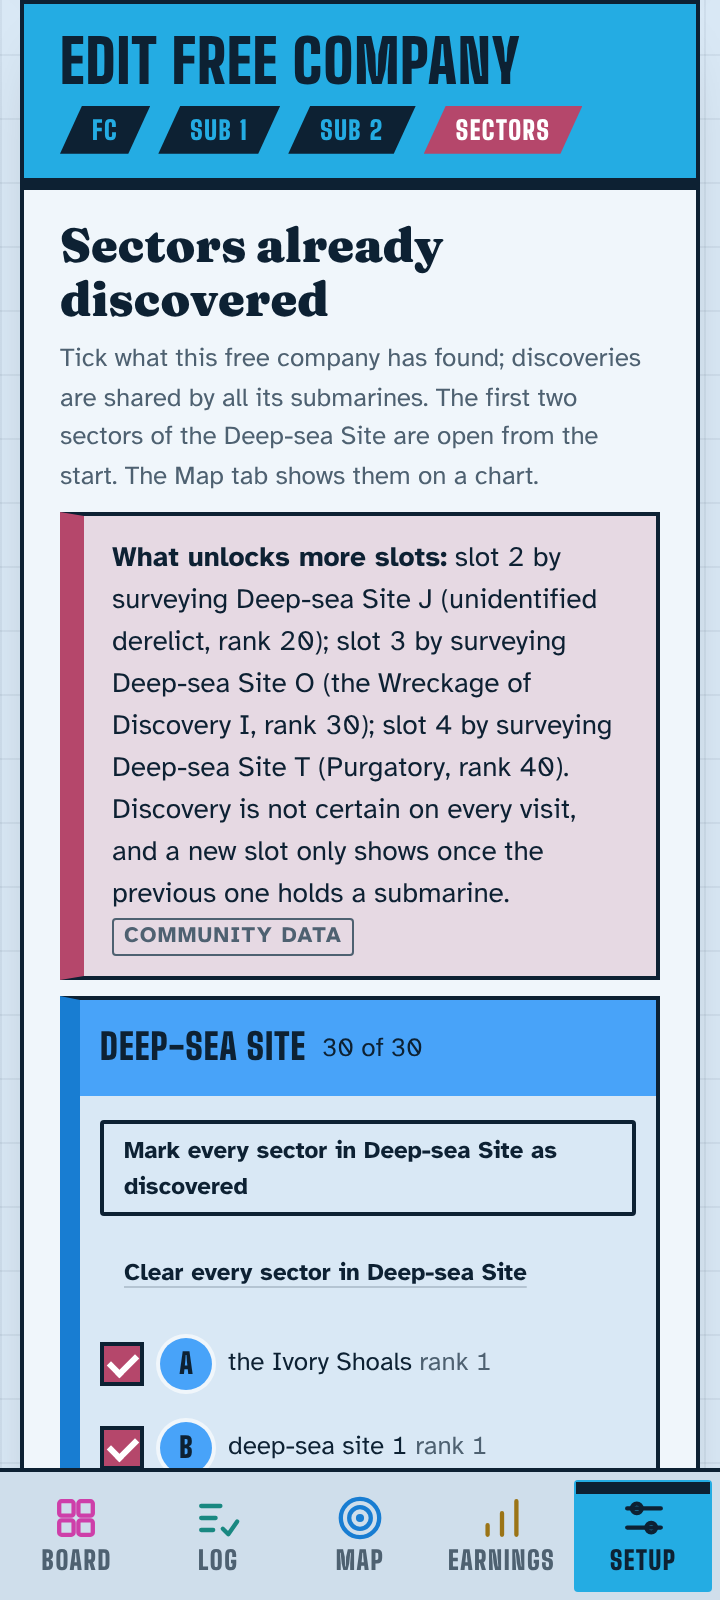 EDIT FREE COMPANY
FC
SUB 1
SUB 2
SECTORS
Sectors already
discovered
Tick what this free company has found; discoveries
are shared by all its submarines. The first two
sectors of the Deep-sea Site are open from the
start. The Map tab shows them on a chart.
What unlocks more slots: slot 2 by
surveying Deep-sea Site J (unidentified
derelict, rank 20); slot 3 by surveying
Deep-sea Site O (the Wreckage of
Discovery I, rank 30); slot 4 by surveying
Deep-sea Site T (Purgatory, rank 40).
Discovery is not certain on every visit,
and a new slot only shows once the
previous one holds a submarine.
COMMUNITY DATA
DEEP-SEA SITE 30 of 30
Mark every sector in Deep-sea Site as
discovered
Clear every sector in Deep-sea Site
A the Ivory Shoals rank 1
B deep-sea site 1 rank 1
BOARD
LOG
MAP
EARNINGS
SETUP